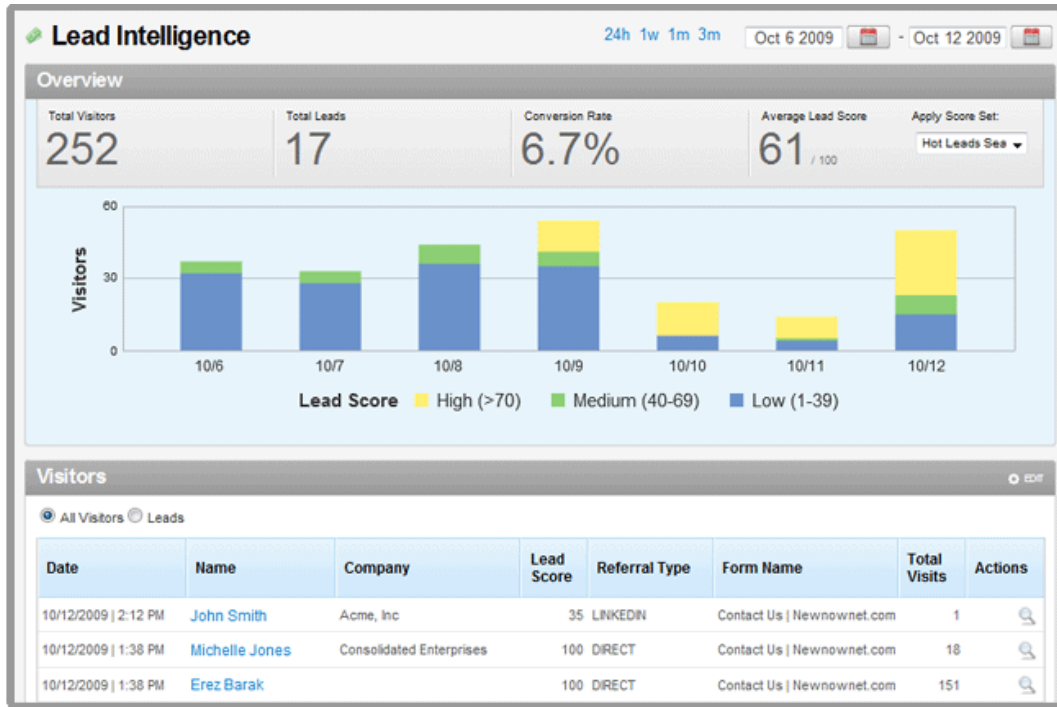 Lead Intelligence
24h 1w 1m 3m
Oct 6 2009 - Oct 12 2009
Overview
Total Visitors
252
Total Leads
17
Conversion Rate
6.7%
Average Lead Score
61 / 100
Apply Score Set:
Hot Leads Sea
60
30
0
Visitors
10/6 10/7 10/8 10/9 10/10 10/11 10/12
Lead Score High (>70) Medium (40-69) Low (1-39)
Visitors
EDIT
All Visitors Leads
Date Name Company Lead Score Referral Type Form Name Total Visits Actions
10/12/2009 | 2:12 PM John Smith Acme, Inc 35 LINKEDIN Contact Us | Newnownet.com 1
10/12/2009 | 1:38 PM Michelle Jones Consolidated Enterprises 100 DIRECT Contact Us | Newnownet.com 18
10/12/2009 | 1:38 PM Erez Barak 100 DIRECT Contact Us | Newnownet.com 151